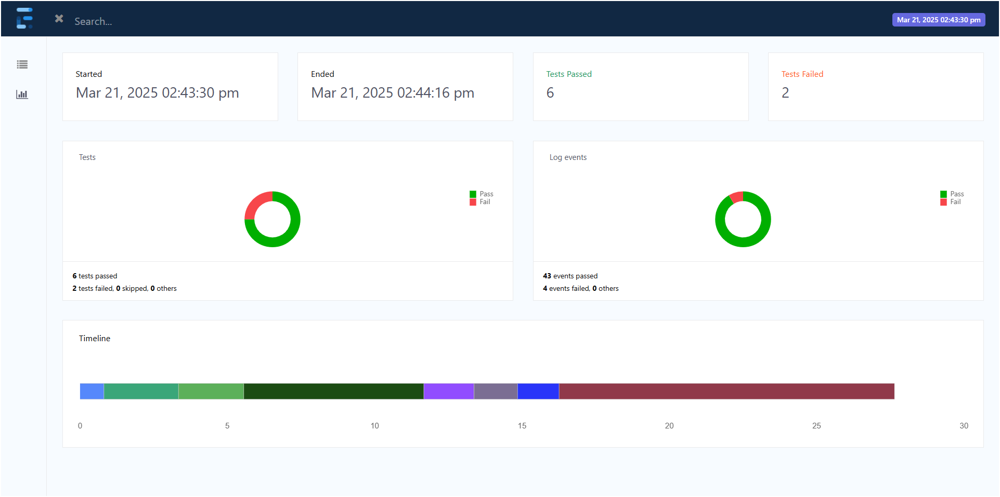 Search...
Mar 21, 2025 02:43:30 pm
Started
Mar 21, 2025 02:43:30 pm
Ended
Mar 21, 2025 02:44:16 pm
Tests Passed
6
Tests Failed
2
Tests
Pass
Fail
6 tests passed
2 tests failed, 0 skipped, 0 others
Log events
Pass
Fail
43 events passed
4 events failed, 0 others
Timeline
0 5 10 15 20 25 30